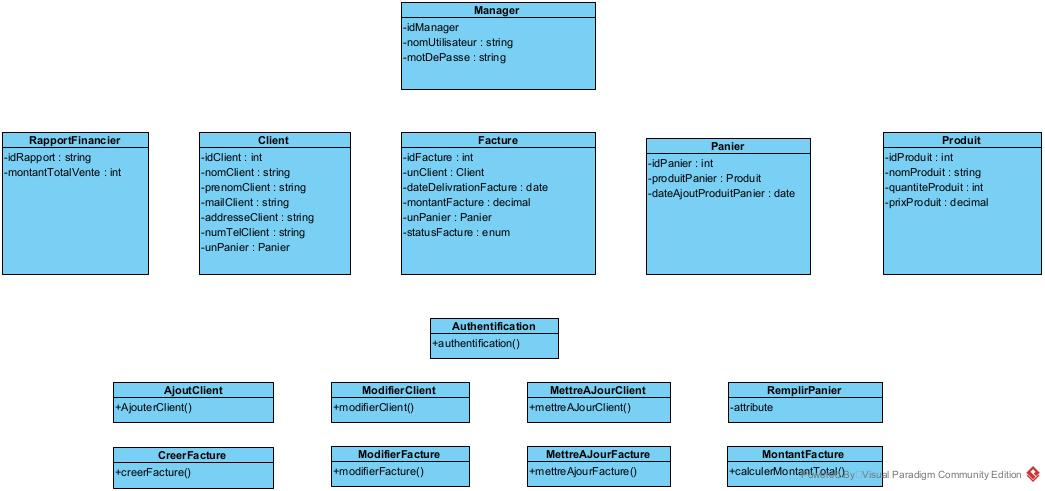 Manager
-idManager
-nomUtilisateur : string
-motDePasse : string
RapportFinancier
-idRapport : string
-montantTotalVente : int
Client
-idClient : int
-nomClient : string
-prenomClient : string
-mailClient : string
-addresseClient : string
-numTelClient : string
-unPanier : Panier
Facture
-idFacture : int
-unClient : Client
-dateDelivrationFacture : date
-montantFacture : decimal
-unPanier : Panier
-statusFacture : enum
Panier
-idPanier : int
-produitPanier : Produit
-dateAjoutProduitPanier : date
Produit
-idProduit : int
-nomProduit : string
-quantiteProduit : int
-prixProduit : decimal
Authentification
+authentification()
AjoutClient
+AjouterClient()
ModifierClient
+modifierClient()
MettreAJourClient
+mettreAJourClient()
RemplirPanier
-attribute
CreerFacture
+creerFacture()
ModifierFacture
+modifierFacture()
MettreAJourFacture
+mettreAjourFacture()
MontantFacture
+calculerMontantTotal()
Powered By Visual Paradigm Community Edition